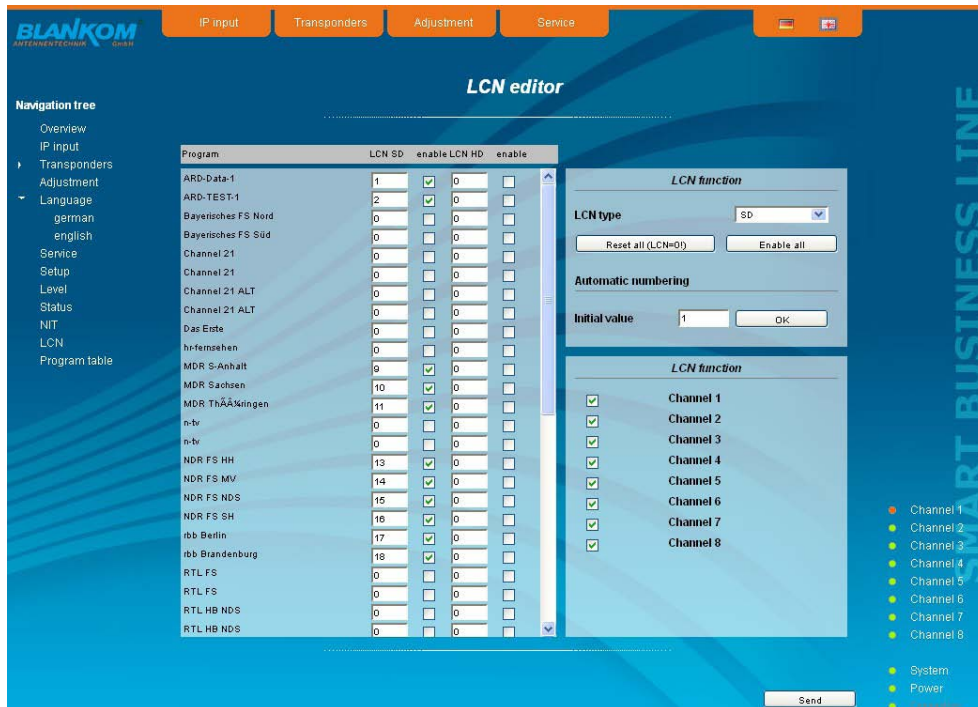 BLANKOM
ANTENNENTECHNIK GmbH
IP input
Transponders
Adjustment
Service
LCN editor
Navigation tree
Overview
IP input
Transponders
Adjustment
Language
german
english
Service
Setup
Level
Status
NIT
LCN
Program table
Program LCN SD enable LCN HD enable
ARD-Data-1 1 0
ARD-TEST-1 2 0
Bayerisches FS Nord 0 0
Bayerisches FS Süd 0 0
Channel 21 0 0
Channel 21 0 0
Channel 21 ALT 0 0
Channel 21 ALT 0 0
Das Erste 0 0
hr-fernsehen 0 0
MDR S-Anhalt 9 0
MDR Sachsen 10 0
MDR ThÃÂ¼ringen 11 0
n-tv 0 0
n-tv 0 0
NDR FS HH 13 0
NDR FS MV 14 0
NDR FS NDS 15 0
NDR FS SH 16 0
rbb Berlin 17 0
rbb Brandenburg 18 0
RTL FS 0 0
RTL FS 0 0
RTL HB NDS 0 0
RTL HB NDS 0 0
LCN function
LCN type SD
Reset all (LCN=0!) Enable all
Automatic numbering
Initial value 1 OK
LCN function
Channel 1
Channel 2
Channel 3
Channel 4
Channel 5
Channel 6
Channel 7
Channel 8
SMART BUSINESS LINE
Channel 1
Channel 2
Channel 3
Channel 4
Channel 5
Channel 6
Channel 7
Channel 8
System
Power
Send